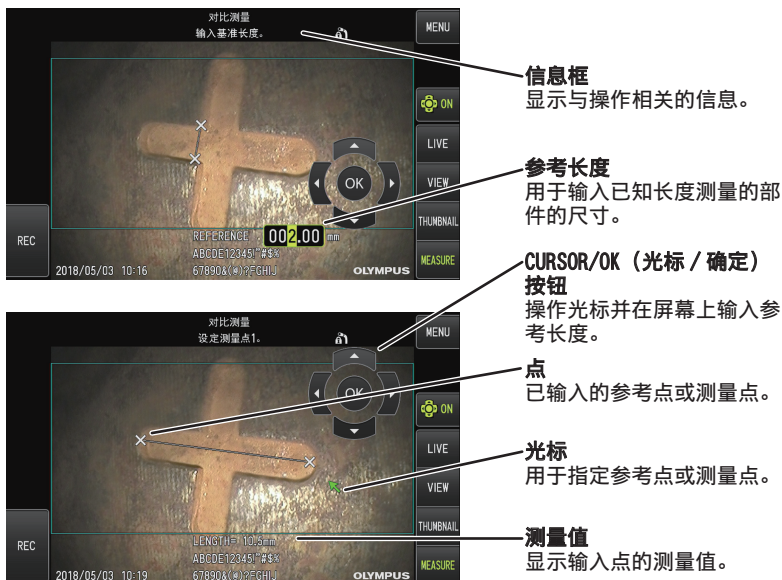 对比测量
输入基准长度。
MENU
ON
LIVE
VIEW
THUMBNAIL
MEASURE
OK
REC
REFERENCE 002.00 mm
ABCDE12345!"#$%
67890&(@)?FGHIJ
2018/05/03 10:16
OLYMPUS
对比测量
设定测量点1。
MENU
ON
LIVE
VIEW
THUMBNAIL
MEASURE
OK
REC
LENGTH= 10.5mm
ABCDE12345!"#$%
67890&(@)?FGHIJ
2018/05/03 10:19
OLYMPUS
信息框
显示与操作相关的信息。
参考长度
用于输入已知长度测量的部
件的尺寸。
CURSOR/OK（光标 / 确定）
按钮
操作光标并在屏幕上输入参
考长度。
点
已输入的参考点或测量点。
光标
用于指定参考点或测量点。
测量值
显示输入点的测量值。